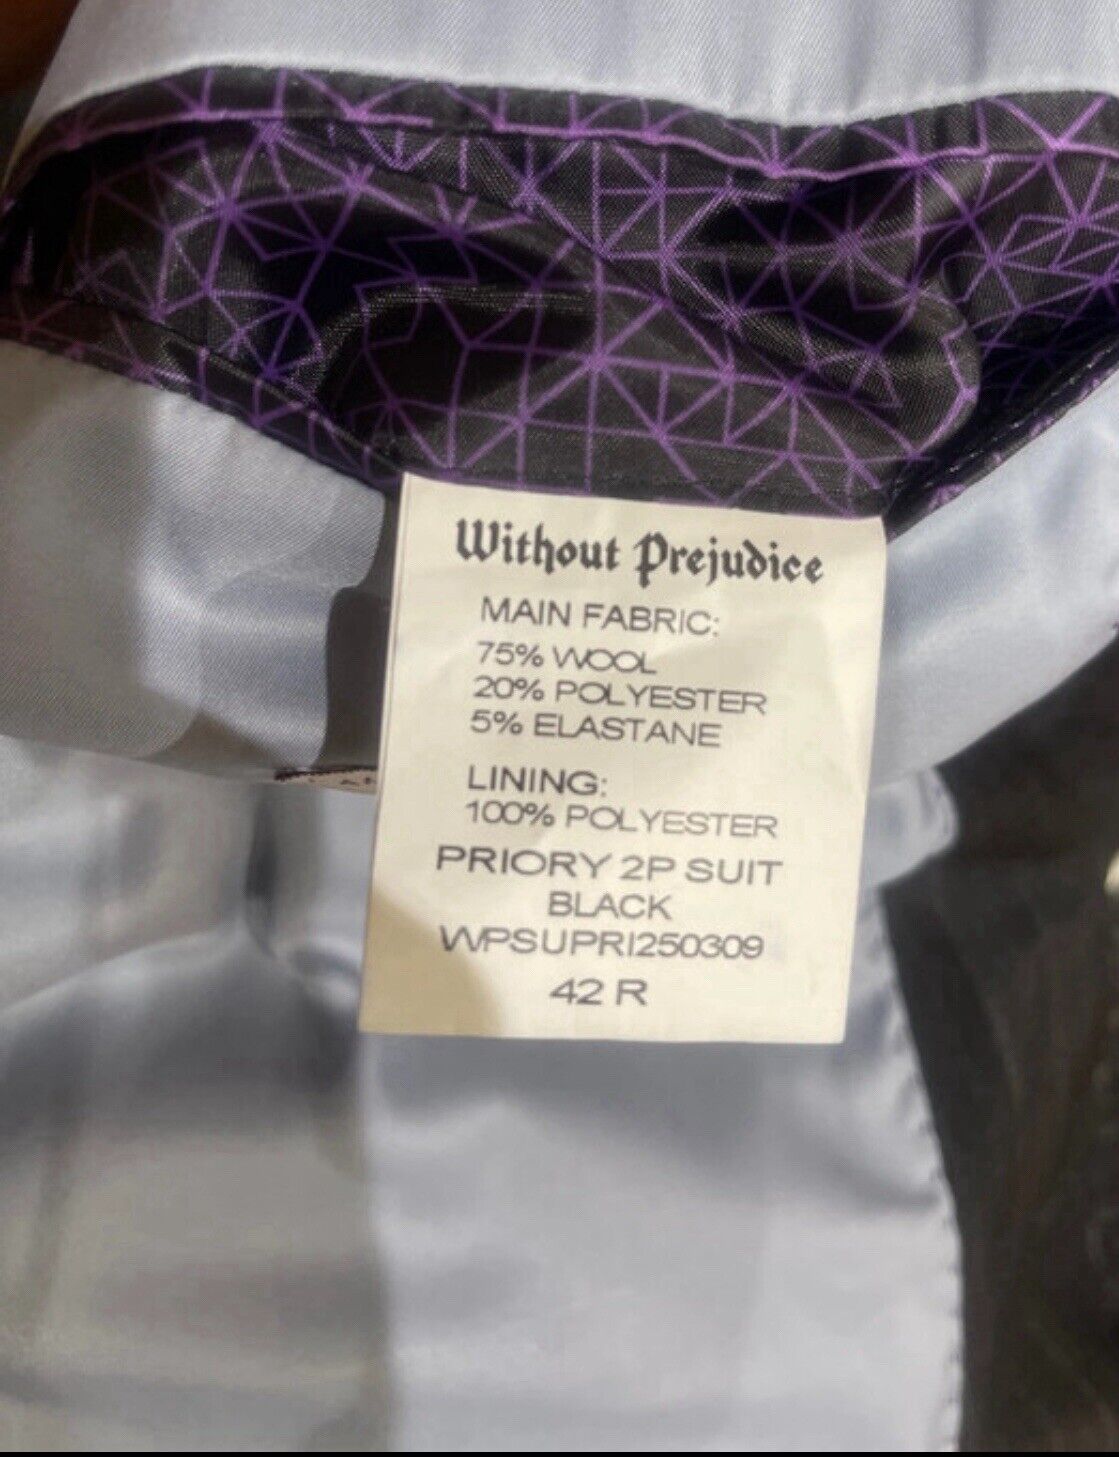 Without Prejudice
MAIN FABRIC:
75% WOOL
20% POLYESTER
5% ELASTANE
LINING:
100% POLYESTER
PRIORY 2P SUIT
BLACK
WPSUPRI250309
42 R